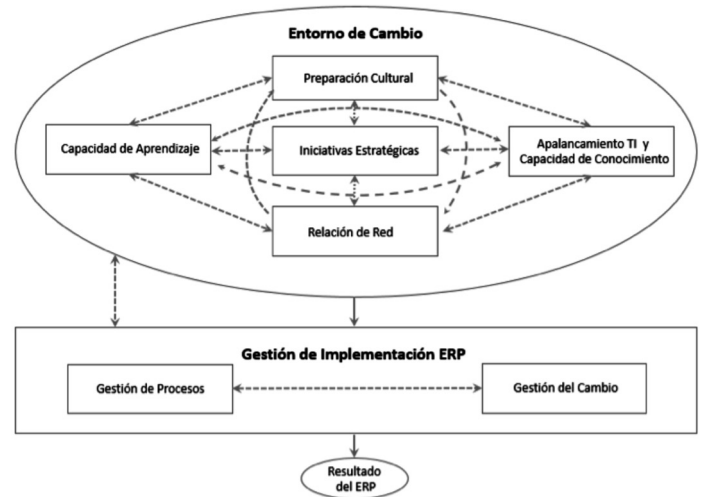 Entorno de Cambio
Preparación Cultural
Capacidad de Aprendizaje
Iniciativas Estratégicas
Apalancamiento TI y
Capacidad de Conocimiento
Relación de Red
Gestión de Implementación ERP
Gestión de Procesos
Gestión del Cambio
Resultado
del ERP